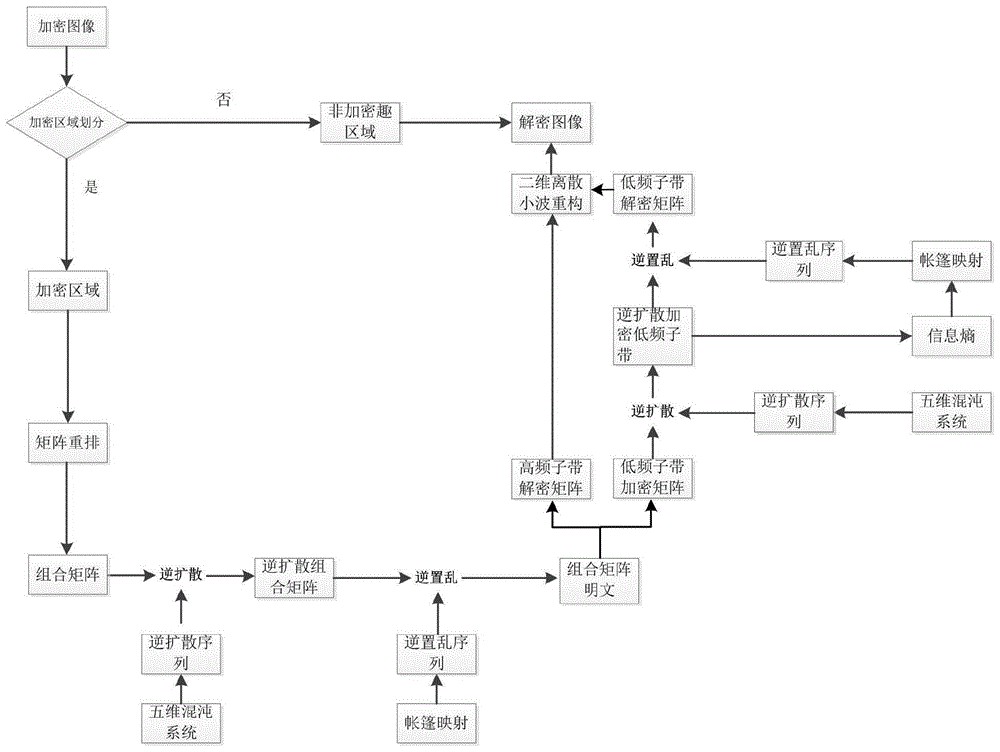 加密图像
加密区域划分
否
非加密趣
区域
解密图像
是
二维离散
小波重构
低频子带
解密矩阵
逆置乱
逆置乱序
列
帐篷映射
加密区域
逆扩散加
密低频子
带
信息熵
逆扩散
逆扩散序
列
五维混沌
系统
矩阵重排
高频子带
解密矩阵
低频子带
加密矩阵
组合矩阵
逆扩散
逆扩散组
合矩阵
逆置乱
组合矩阵
明文
逆扩散序
列
逆置乱序
列
五维混沌
系统
帐篷映射